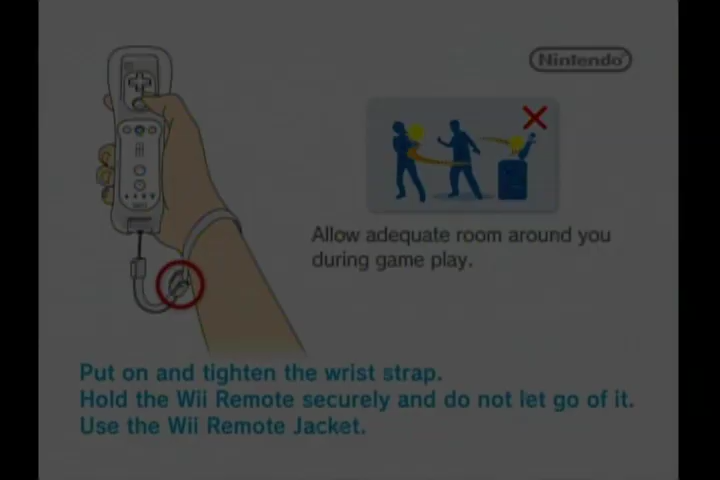 Nintendo
Allow adequate room around you
during game play.
Put on and tighten the wrist strap.
Hold the Wii Remote securely and do not let go of it.
Use the Wii Remote Jacket.